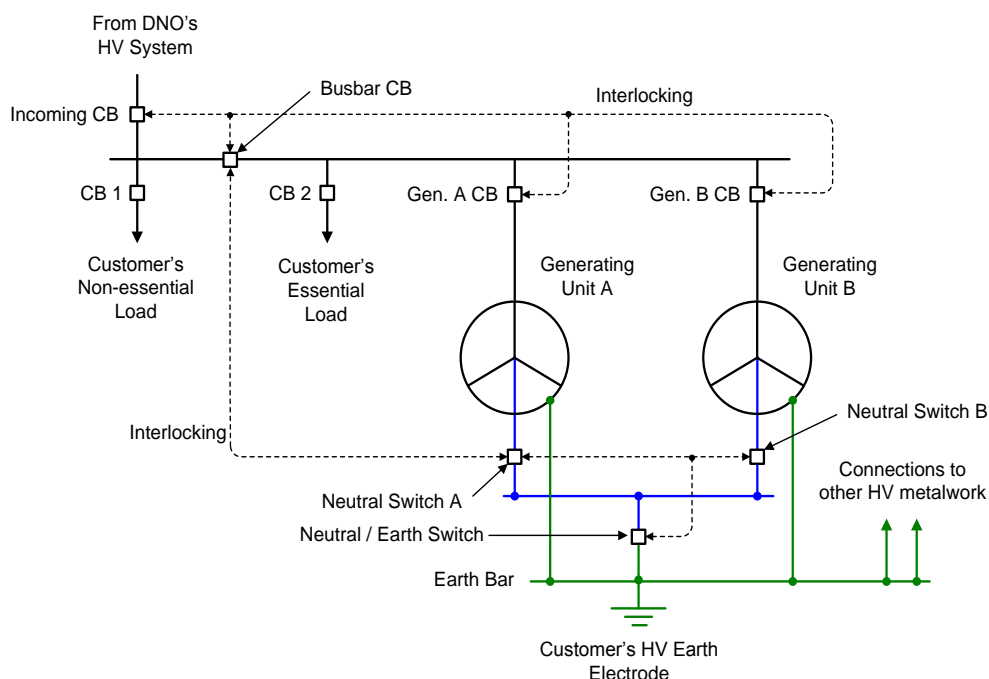 From DNO's
HV System
Busbar CB
Interlocking
Incoming CB
CB 1
CB 2
Gen. A CB
Gen. B CB
Customer's
Non-essential
Load
Customer's
Essential
Load
Generating
Unit A
Generating
Unit B
Neutral Switch B
Interlocking
Connections to
other HV metalwork
Neutral Switch A
Neutral / Earth Switch
Earth Bar
Customer's HV Earth
Electrode